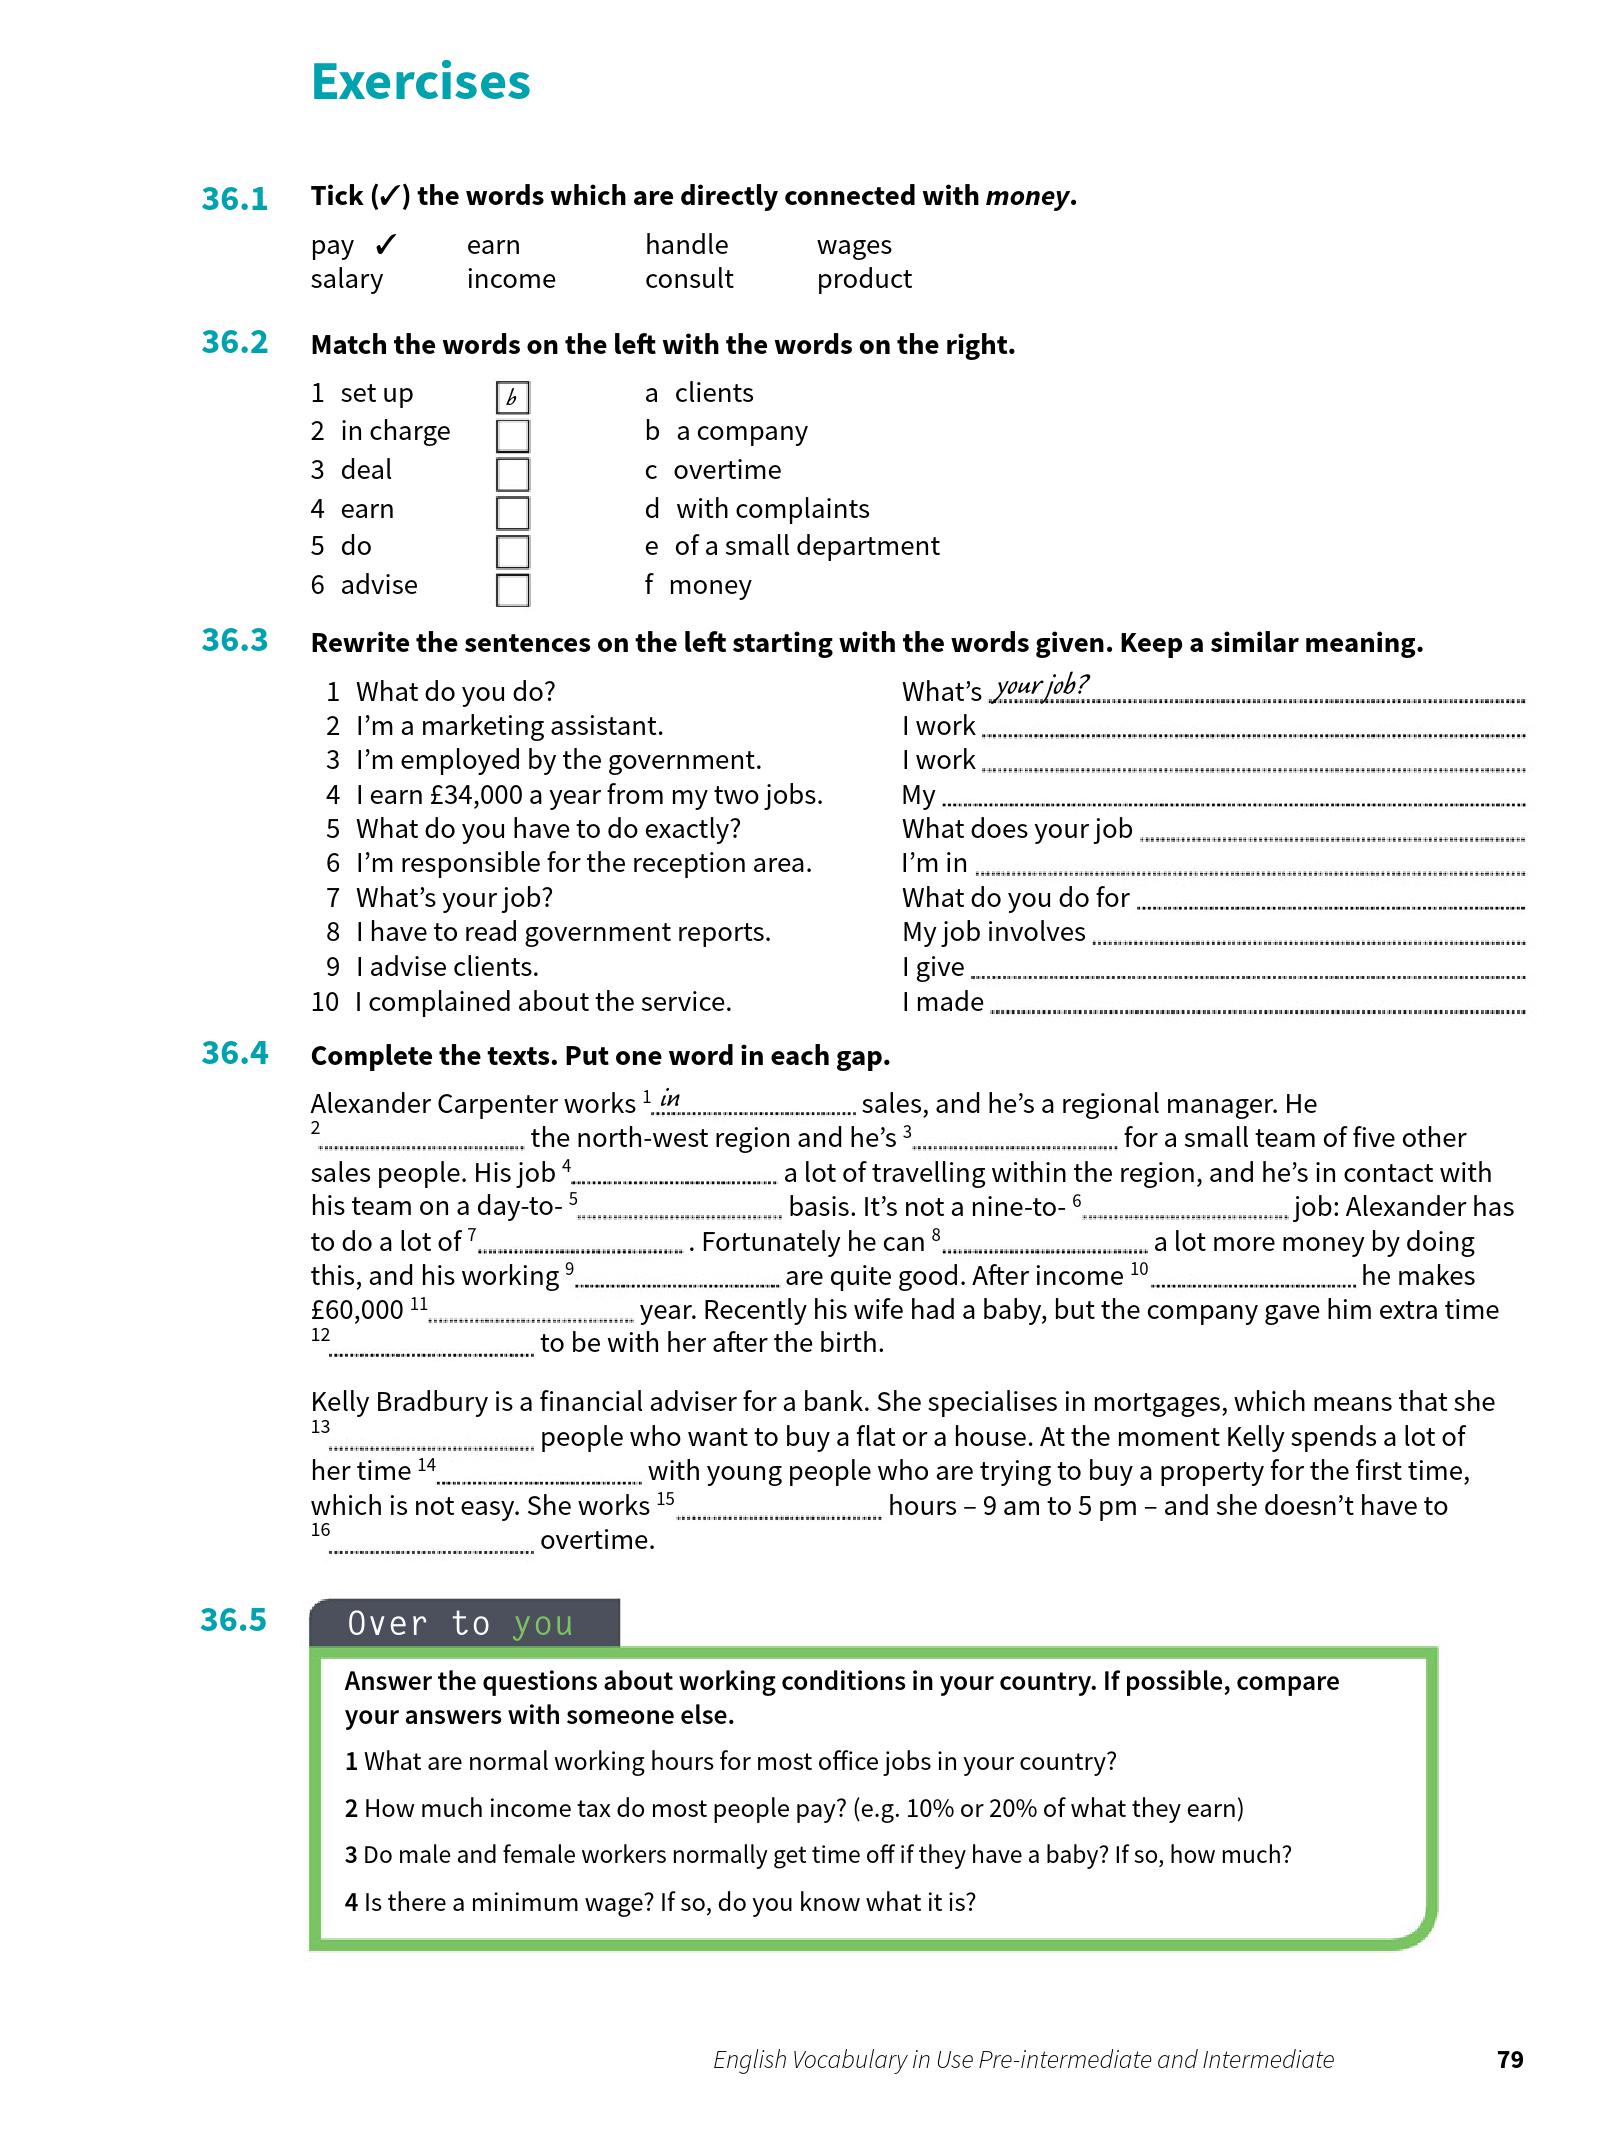 Exercises
36.1 Tick (✓) the words which are directly connected with money.
pay ✓ earn handle wages
salary income consult product
36.2 Match the words on the left with the words on the right.
1 set up b a clients
2 in charge b a company
3 deal c overtime
4 earn d with complaints
5 do e of a small department
6 advise f money
36.3 Rewrite the sentences on the left starting with the words given. Keep a similar meaning.
1 What do you do? What's your job?
2 I'm a marketing assistant. I work
3 I'm employed by the government. I work
4 I earn £34,000 a year from my two jobs. My
5 What do you have to do exactly? What does your job
6 I'm responsible for the reception area. I'm in
7 What's your job? What do you do for
8 I have to read government reports. My job involves
9 I advise clients. I give
10 I complained about the service. I made
36.4 Complete the texts. Put one word in each gap.
Alexander Carpenter works 1 in sales, and he's a regional manager. He
2 the north-west region and he's 3 for a small team of five other
sales people. His job 4 a lot of travelling within the region, and he's in contact with
his team on a day-to- 5 basis. It's not a nine-to- 6 job: Alexander has
to do a lot of 7 . Fortunately he can 8 a lot more money by doing
this, and his working 9 are quite good. After income 10 he makes
£60,000 11 year. Recently his wife had a baby, but the company gave him extra time
12 to be with her after the birth.
Kelly Bradbury is a financial adviser for a bank. She specialises in mortgages, which means that she
13 people who want to buy a flat or a house. At the moment Kelly spends a lot of
her time 14 with young people who are trying to buy a property for the first time,
which is not easy. She works 15 hours – 9 am to 5 pm – and she doesn't have to
16 overtime.
36.5 Over to you
Answer the questions about working conditions in your country. If possible, compare
your answers with someone else.
1 What are normal working hours for most office jobs in your country?
2 How much income tax do most people pay? (e.g. 10% or 20% of what they earn)
3 Do male and female workers normally get time off if they have a baby? If so, how much?
4 Is there a minimum wage? If so, do you know what it is?
English Vocabulary in Use Pre-intermediate and Intermediate 79